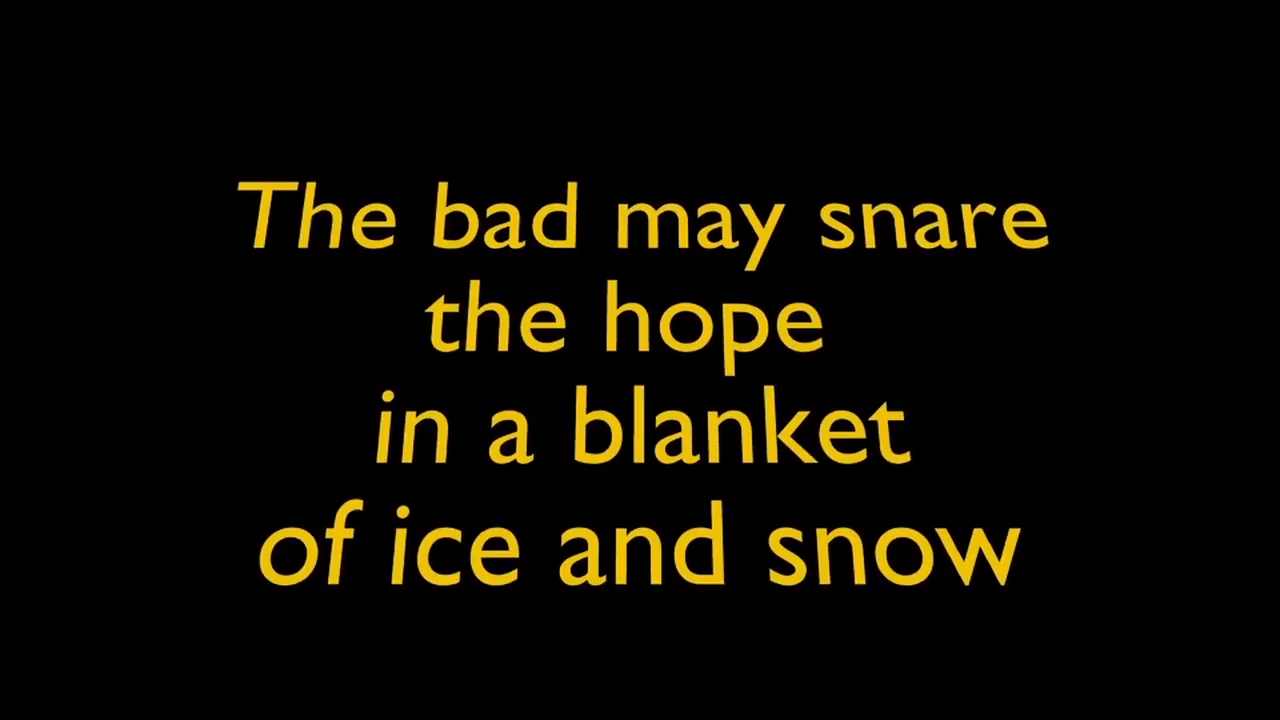 The bad may snare
the hope
in a blanket
of ice and snow